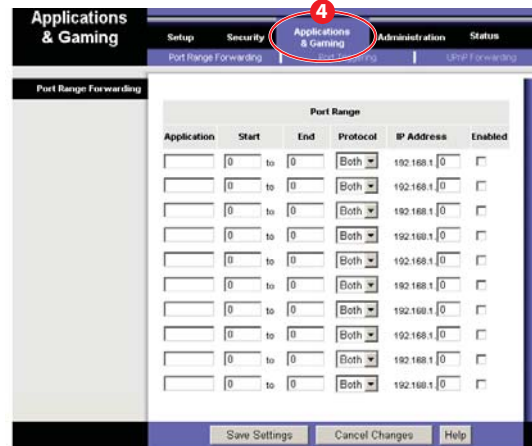 Applications
& Gaming
4
Setup Security Applications & Gaming Administration Status
Port Range Forwarding Port Triggering UPnP Forwarding
Port Range Forwarding
Port Range
Application Start End Protocol IP Address Enabled
0 to 0 Both 192.168.1. 0
0 to 0 Both 192.168.1. 0
0 to 0 Both 192.168.1. 0
0 to 0 Both 192.168.1. 0
0 to 0 Both 192.168.1. 0
0 to 0 Both 192.168.1. 0
0 to 0 Both 192.168.1. 0
0 to 0 Both 192.168.1. 0
0 to 0 Both 192.168.1. 0
0 to 0 Both 192.168.1. 0
Save Settings Cancel Changes Help